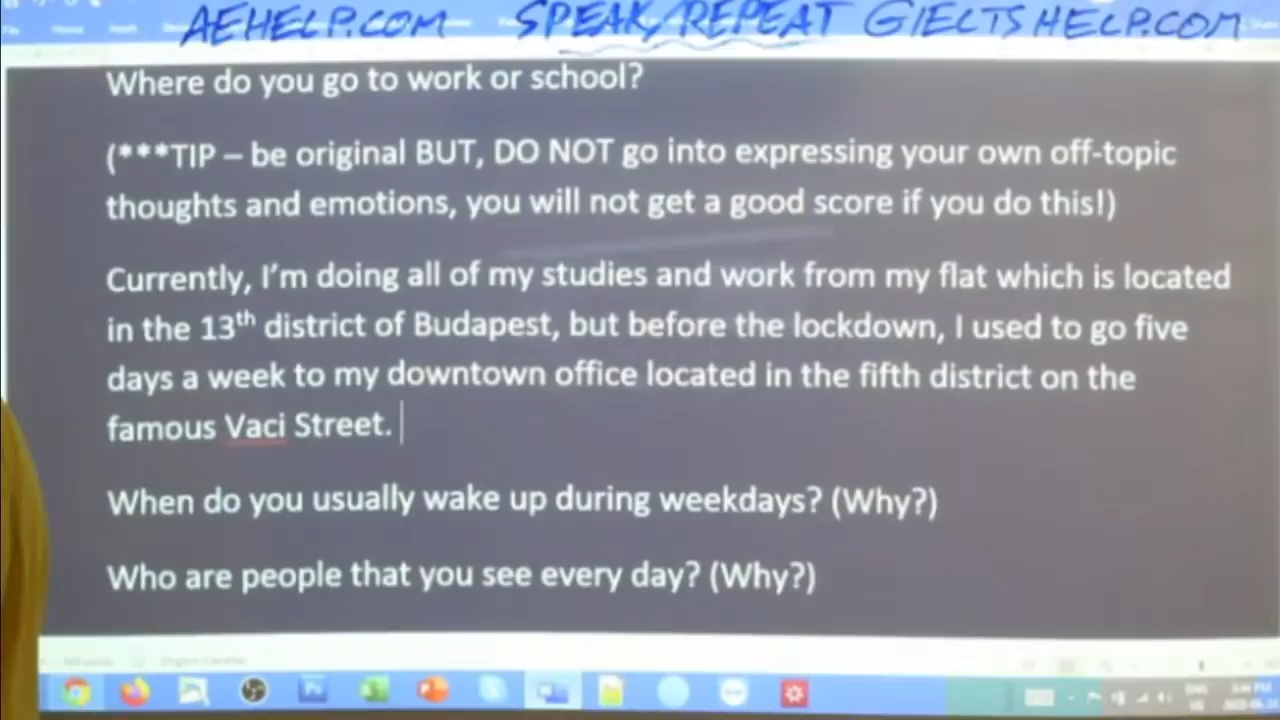 AEHELP.COM SPEAK/REPEAT GIELTSHELP.COM
Where do you go to work or school?
(***TIP – be original BUT, DO NOT go into expressing your own off-topic
thoughts and emotions, you will not get a good score if you do this!)
Currently, I'm doing all of my studies and work from my flat which is located
in the 13th district of Budapest, but before the lockdown, I used to go five
days a week to my downtown office located in the fifth district on the
famous Vaci Street.
When do you usually wake up during weekdays? (Why?)
Who are people that you see every day? (Why?)